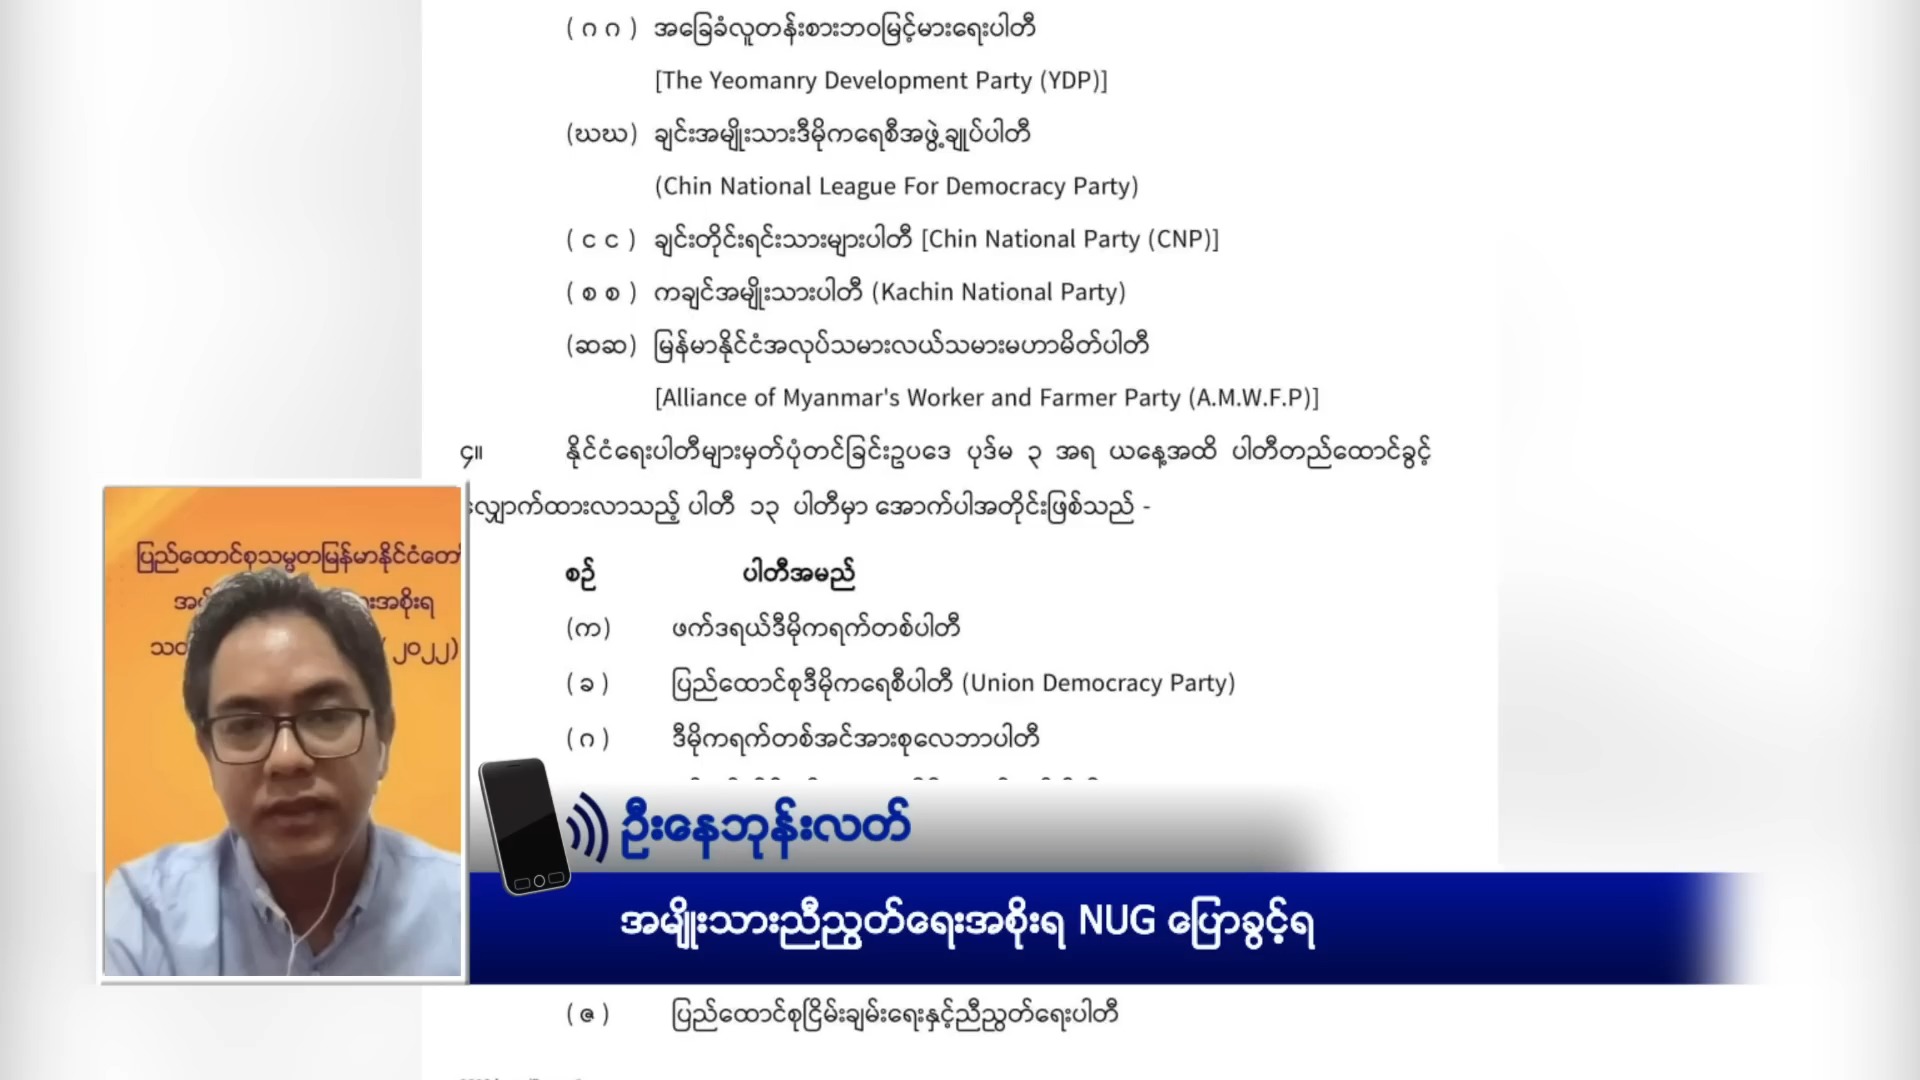 ( ဂ ဂ ) အခြေခံလူတန်းစားဘဝမြင့်မားရေးပါတီ
[The Yeomanry Development Party (YDP)]
(ဃဃ) ချင်းအမျိုးသားဒီမိုကရေစီအဖွဲ့ချုပ်ပါတီ
(Chin National League For Democracy Party)
( င င ) ချင်းတိုင်းရင်းသားများပါတီ [Chin National Party (CNP)]
( စ စ ) ကချင်အမျိုးသားပါတီ (Kachin National Party)
(ဆဆ) မြန်မာနိုင်ငံအလုပ်သမားလယ်သမားမဟာမိတ်ပါတီ
[Alliance of Myanmar's Worker and Farmer Party (A.M.W.F.P)]
၄။ နိုင်ငံရေးပါတီများမှတ်ပုံတင်ခြင်းဥပဒေ ပုဒ်မ ၃ အရ ယနေ့အထိ ပါတီတည်ထောင်ခွင့်
လျှောက်ထားလာသည့် ပါတီ ၁၃ ပါတီမှာ အောက်ပါအတိုင်းဖြစ်သည် -
စဉ် ပါတီအမည်
(က) ဖက်ဒရယ်ဒီမိုကရက်တစ်ပါတီ
( ခ ) ပြည်ထောင်စုဒီမိုကရေစီပါတီ (Union Democracy Party)
( ဂ ) ဒီမိုကရက်တစ်အင်အားစုလေဘာပါတီ
ပြည်ထောင်စုသမ္မတမြန်မာနိုင်ငံတော်
အစိုးရ
၂၀၂၂)
ဦးနေဘုန်းလတ်
အမျိုးသားညီညွတ်ရေးအစိုးရ NUG ပြောခွင့်ရ
( ဇ ) ပြည်ထောင်စုငြိမ်းချမ်းရေးနှင့်ညီညွတ်ရေးပါတီ